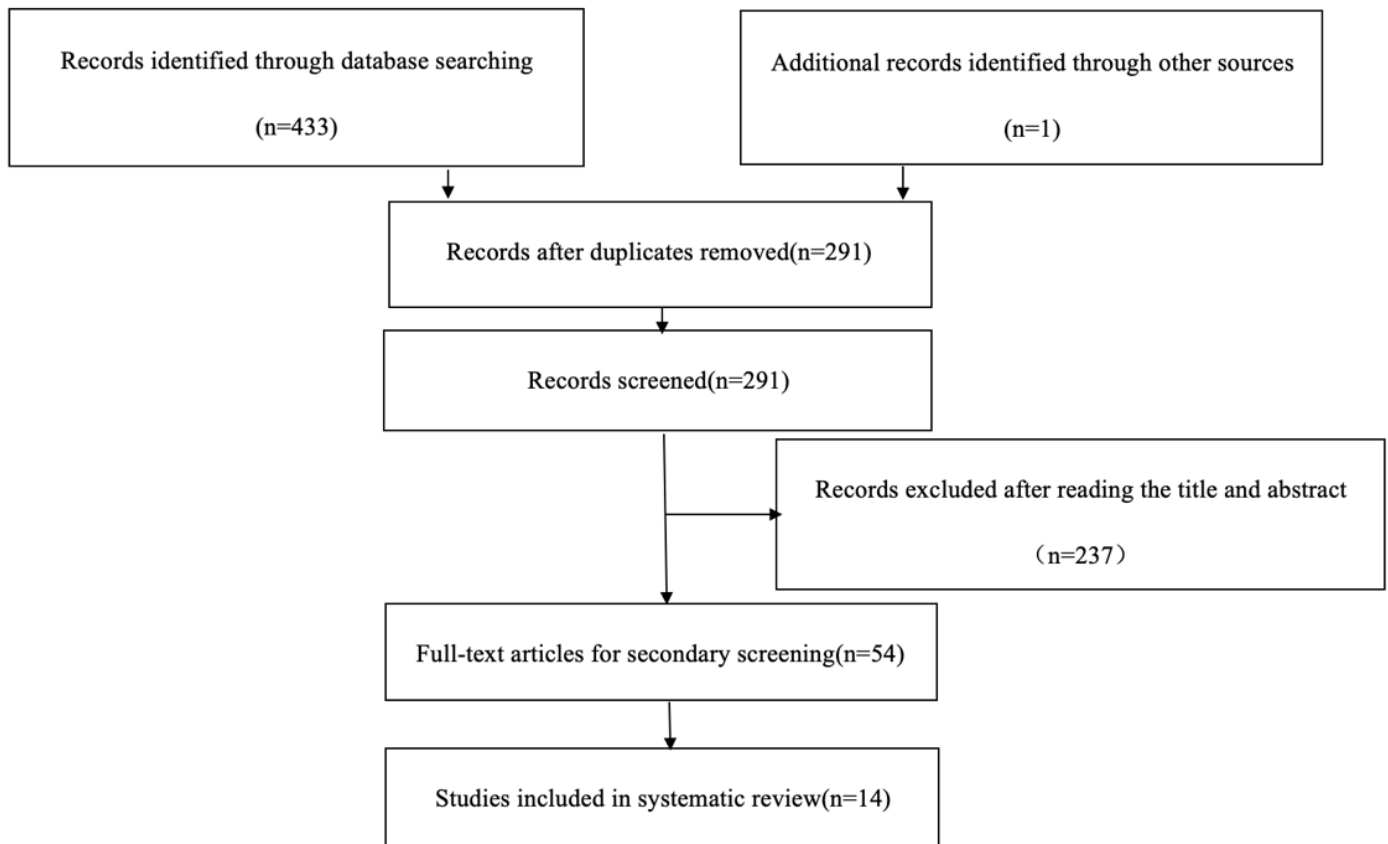 Records identified through database searching
(n=433)
Additional records identified through other sources
(n=1)
Records after duplicates removed(n=291)
Records screened(n=291)
Records excluded after reading the title and abstract
（n=237）
Full-text articles for secondary screening(n=54)
Studies included in systematic review(n=14)